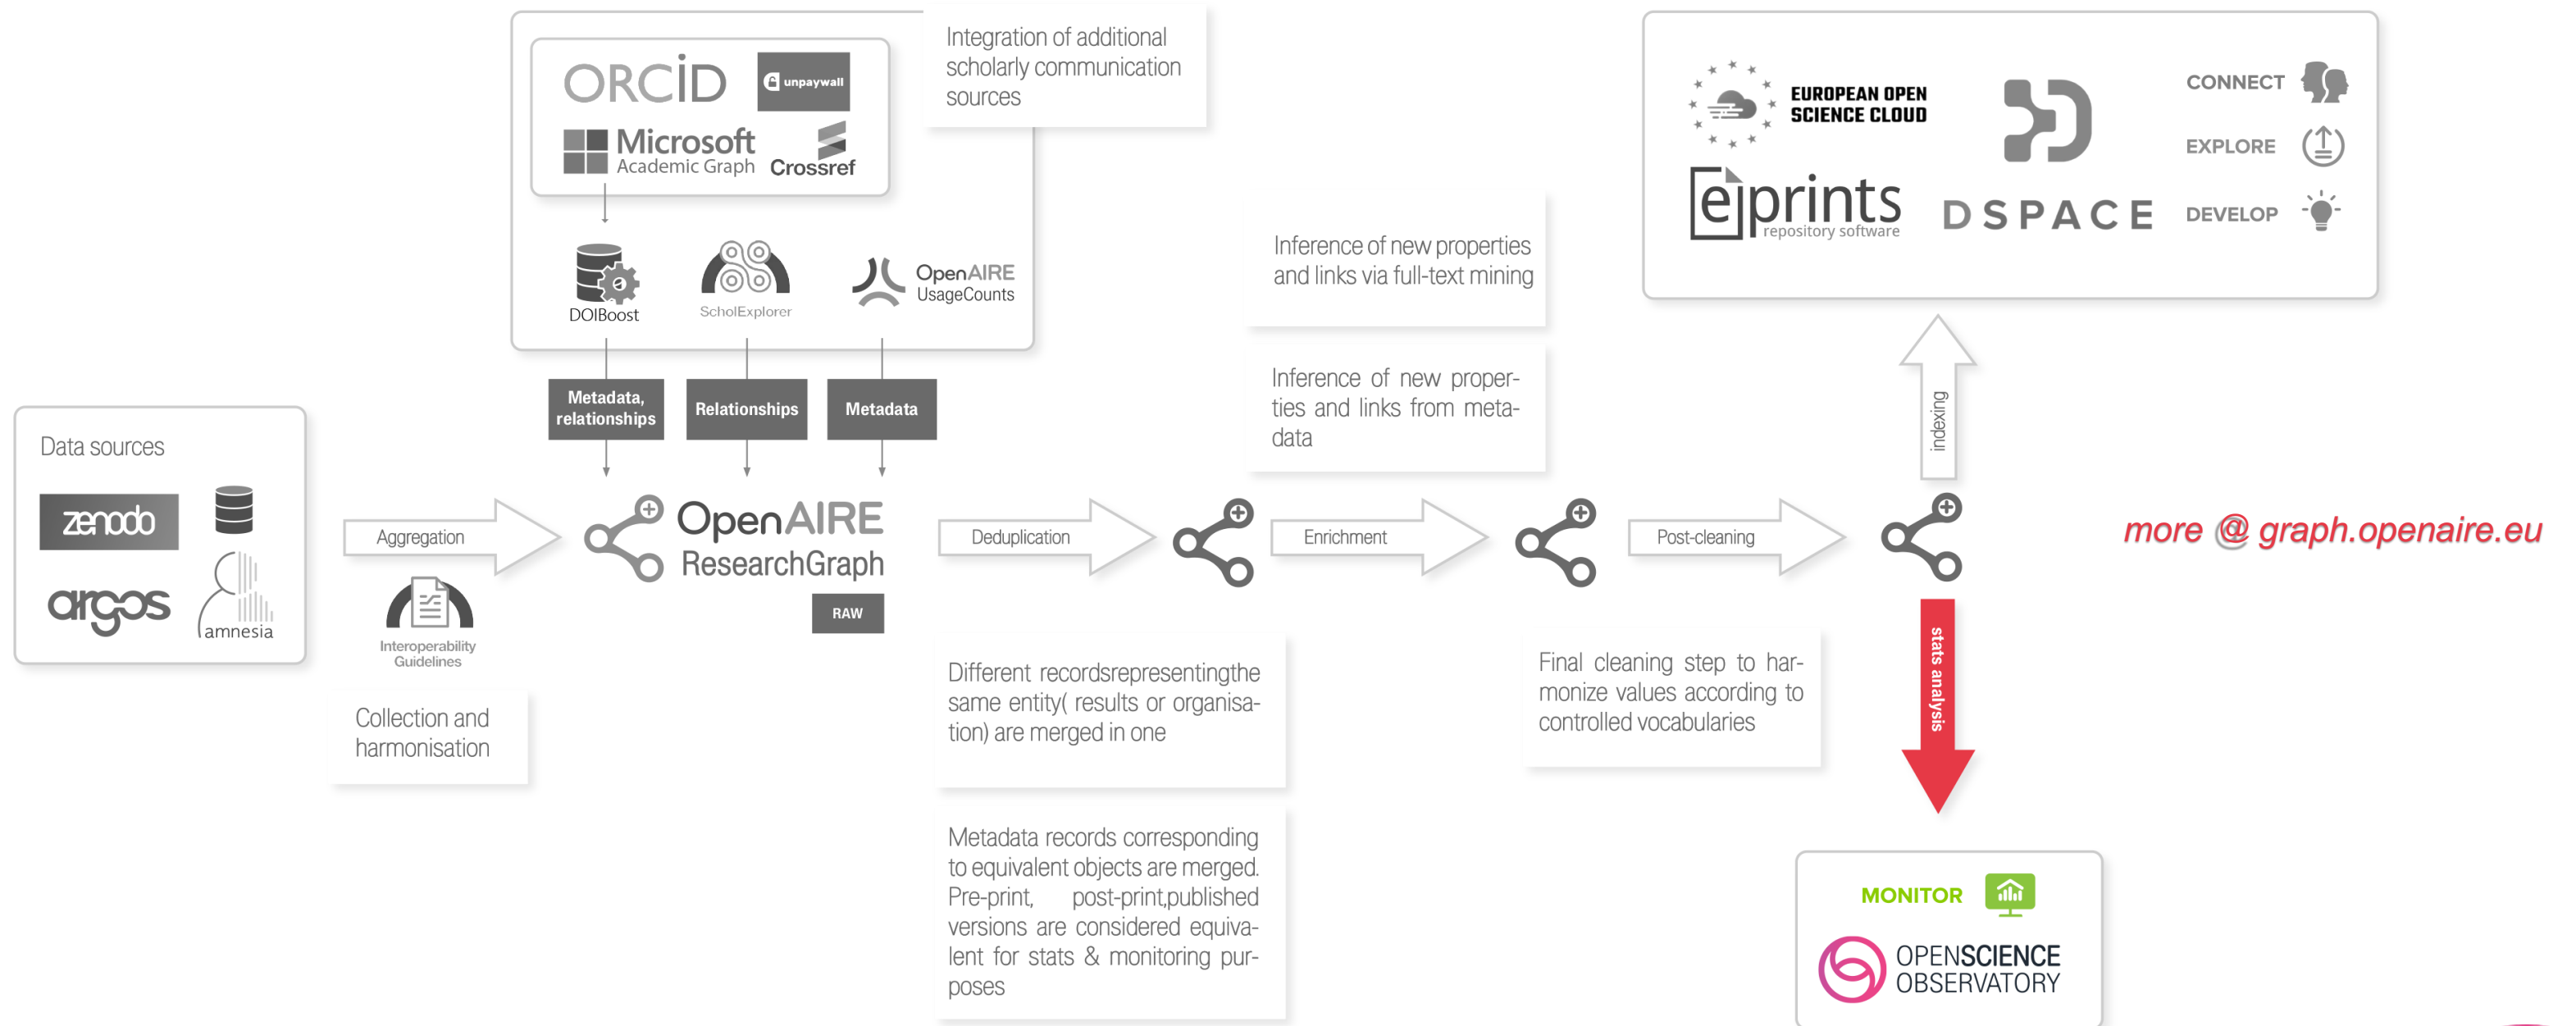 ORCID
unpaywall
Microsoft
Academic Graph
Crossref
Integration of additional
scholarly communication
sources
DOIBoost
ScholExplorer
OpenAIRE
UsageCounts
Metadata,
relationships
Relationships
Metadata
Data sources
zenodo
argos
amnesia
Aggregation
Interoperability
Guidelines
Collection and
harmonisation
OpenAIRE
ResearchGraph
RAW
Deduplication
Different recordsrepresentingthe
same entity( results or organisa-
tion) are merged in one
Metadata records corresponding
to equivalent objects are merged.
Pre-print, post-print,published
versions are considered equiva-
lent for stats & monitoring pur-
poses
Inference of new properties
and links via full-text mining
Inference of new proper-
ties and links from meta-
data
Enrichment
Post-cleaning
Final cleaning step to har-
monize values according to
controlled vocabularies
EUROPEAN OPEN
SCIENCE CLOUD
eprints
repository software
DSPACE
CONNECT
EXPLORE
DEVELOP
indexing
more @ graph.openaire.eu
stats analysis
MONITOR
OPENSCIENCE
OBSERVATORY